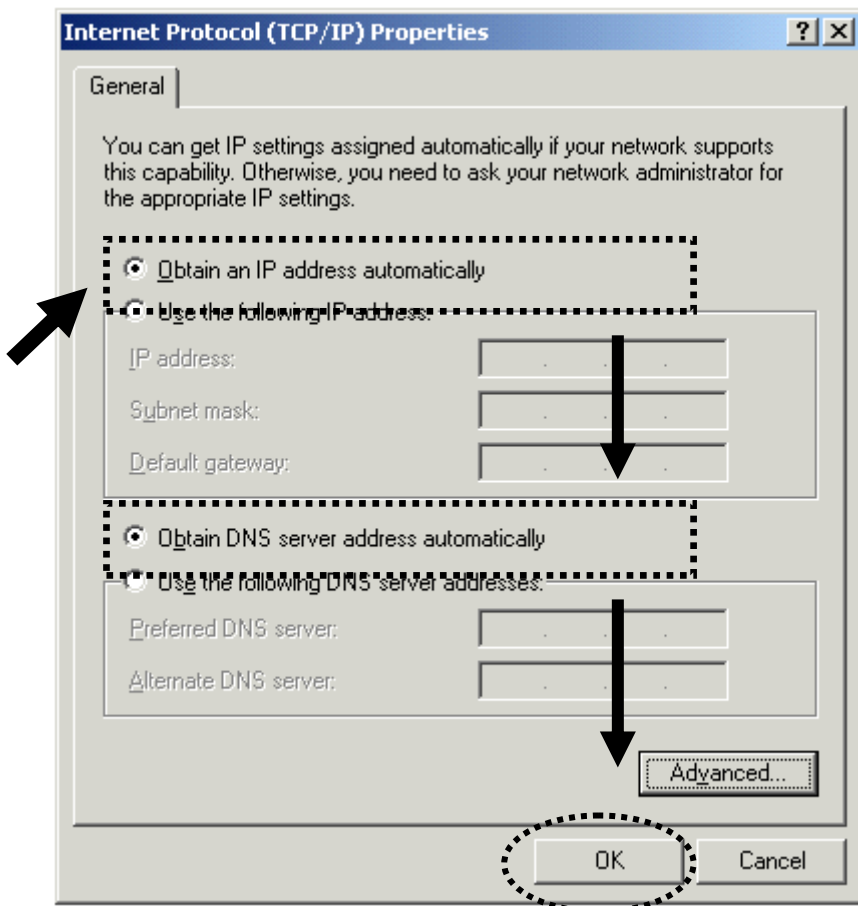 Internet Protocol (TCP/IP) Properties
General
You can get IP settings assigned automatically if your network supports
this capability. Otherwise, you need to ask your network administrator for
the appropriate IP settings.
Obtain an IP address automatically
Use the following IP address:
IP address:
Subnet mask:
Default gateway:
Obtain DNS server address automatically
Use the following DNS server addresses:
Preferred DNS server:
Alternate DNS server:
Advanced...
OK
Cancel